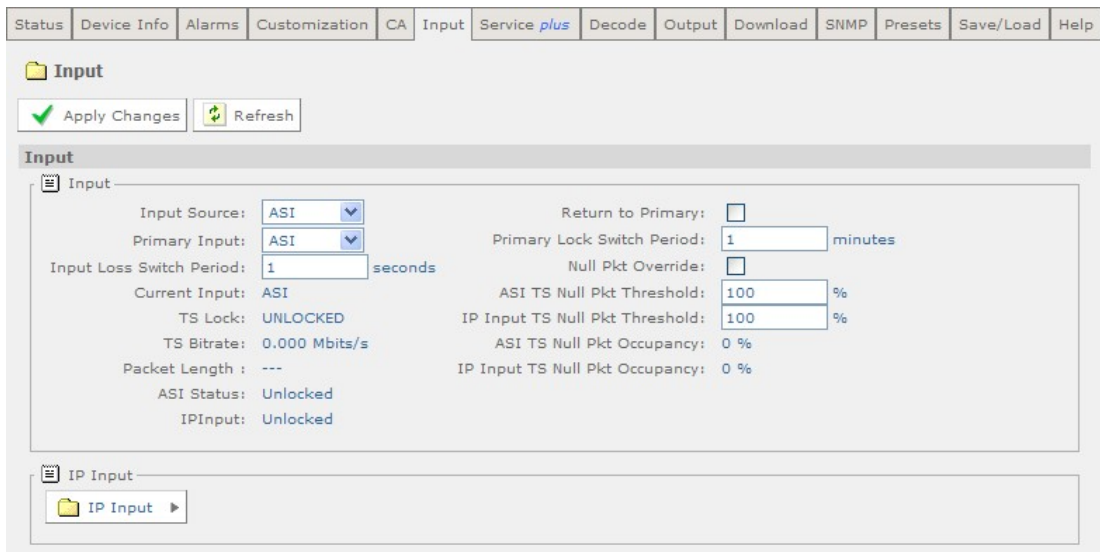 Status Device Info Alarms Customization CA Input Service plus Decode Output Download SNMP Presets Save/Load Help
Input
Apply Changes Refresh
Input
Input
Input Source: ASI Return to Primary:
Primary Input: ASI Primary Lock Switch Period: 1 minutes
Input Loss Switch Period: 1 seconds Null Pkt Override:
Current Input: ASI ASI TS Null Pkt Threshold: 100 %
TS Lock: UNLOCKED IP Input TS Null Pkt Threshold: 100 %
TS Bitrate: 0.000 Mbits/s ASI TS Null Pkt Occupancy: 0 %
Packet Length : --- IP Input TS Null Pkt Occupancy: 0 %
ASI Status: Unlocked
IPInput: Unlocked
IP Input
IP Input